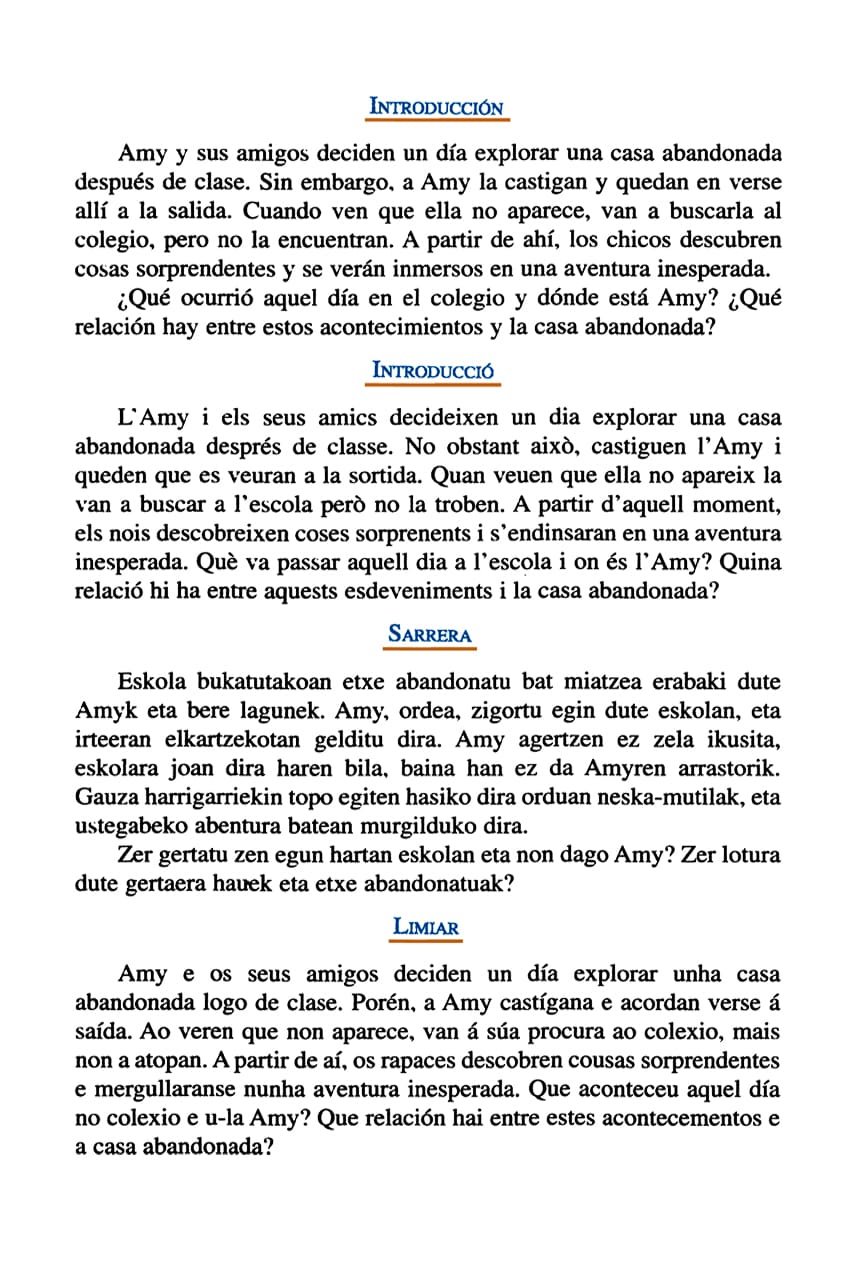 INTRODUCCIÓN
Amy y sus amigos deciden un día explorar una casa abandonada
después de clase. Sin embargo, a Amy la castigan y quedan en verse
allí a la salida. Cuando ven que ella no aparece, van a buscarla al
colegio, pero no la encuentran. A partir de ahí, los chicos descubren
cosas sorprendentes y se verán inmersos en una aventura inesperada.
¿Qué ocurrió aquel día en el colegio y dónde está Amy? ¿Qué
relación hay entre estos acontecimientos y la casa abandonada?
INTRODUCCIÓ
L'Amy i els seus amics decideixen un dia explorar una casa
abandonada després de classe. No obstant això, castiguen l'Amy i
queden que es veuran a la sortida. Quan veuen que ella no apareix la
van a buscar a l'escola però no la troben. A partir d'aquell moment,
els nois descobreixen coses sorprenents i s'endinsaran en una aventura
inesperada. Què va passar aquell dia a l'escola i on és l'Amy? Quina
relació hi ha entre aquests esdeveniments i la casa abandonada?
SARRERA
Eskola bukatutakoan etxe abandonatu bat miatzea erabaki dute
Amyk eta bere lagunek. Amy, ordea, zigortu egin dute eskolan, eta
irteeran elkartzekotan gelditu dira. Amy agertzen ez zela ikusita,
eskolara joan dira haren bila, baina han ez da Amyren arrastorik.
Gauza harrigarriekin topo egiten hasiko dira orduan neska-mutilak, eta
ustegabeko abentura batean murgilduko dira.
Zer gertatu zen egun hartan eskolan eta non dago Amy? Zer lotura
dute gertaera hauek eta etxe abandonatuak?
LIMIAR
Amy e os seus amigos deciden un día explorar unha casa
abandonada logo de clase. Porén, a Amy castígana e acordan verse á
saída. Ao veren que non aparece, van á súa procura ao colexio, mais
non a atopan. A partir de aí, os rapaces descobren cousas sorprendentes
e mergullaranse nunha aventura inesperada. Que aconteceu aquel día
no colexio e u-la Amy? Que relación hai entre estes acontecementos e
a casa abandonada?